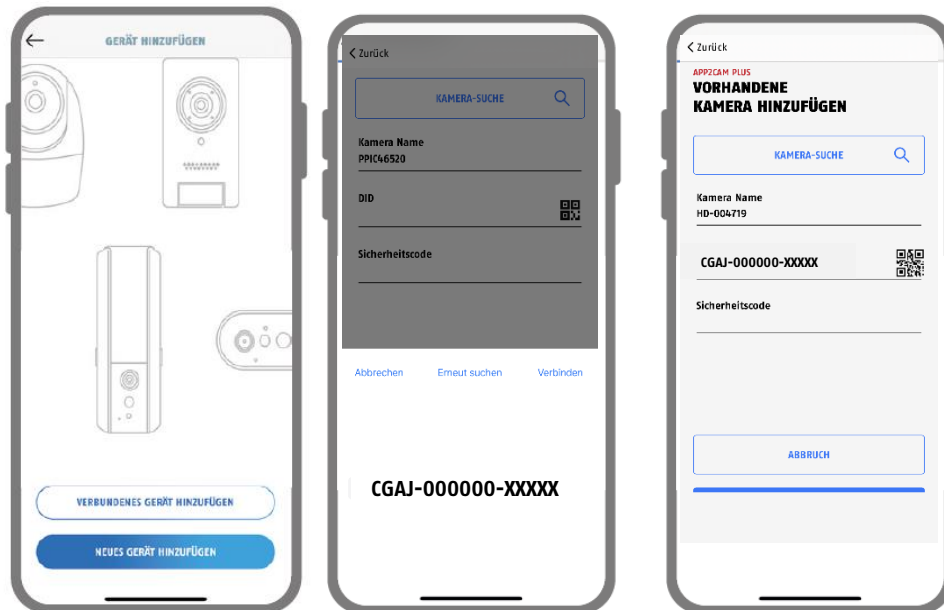 GERÄT HINZUFÜGEN
VERBUNDENES GERÄT HINZUFÜGEN
NEUES GERÄT HINZUFÜGEN
Zurück
KAMERA-SUCHE
Kamera Name
PPIC46520
DID
Sicherheitscode
Abbrechen Erneut suchen Verbinden
CGAJ-000000-XXXXX
Zurück
APP2CAM PLUS
VORHANDENE
KAMERA HINZUFÜGEN
KAMERA-SUCHE
Kamera Name
HD-004719
CGAJ-000000-XXXXX
Sicherheitscode
ABBRUCH